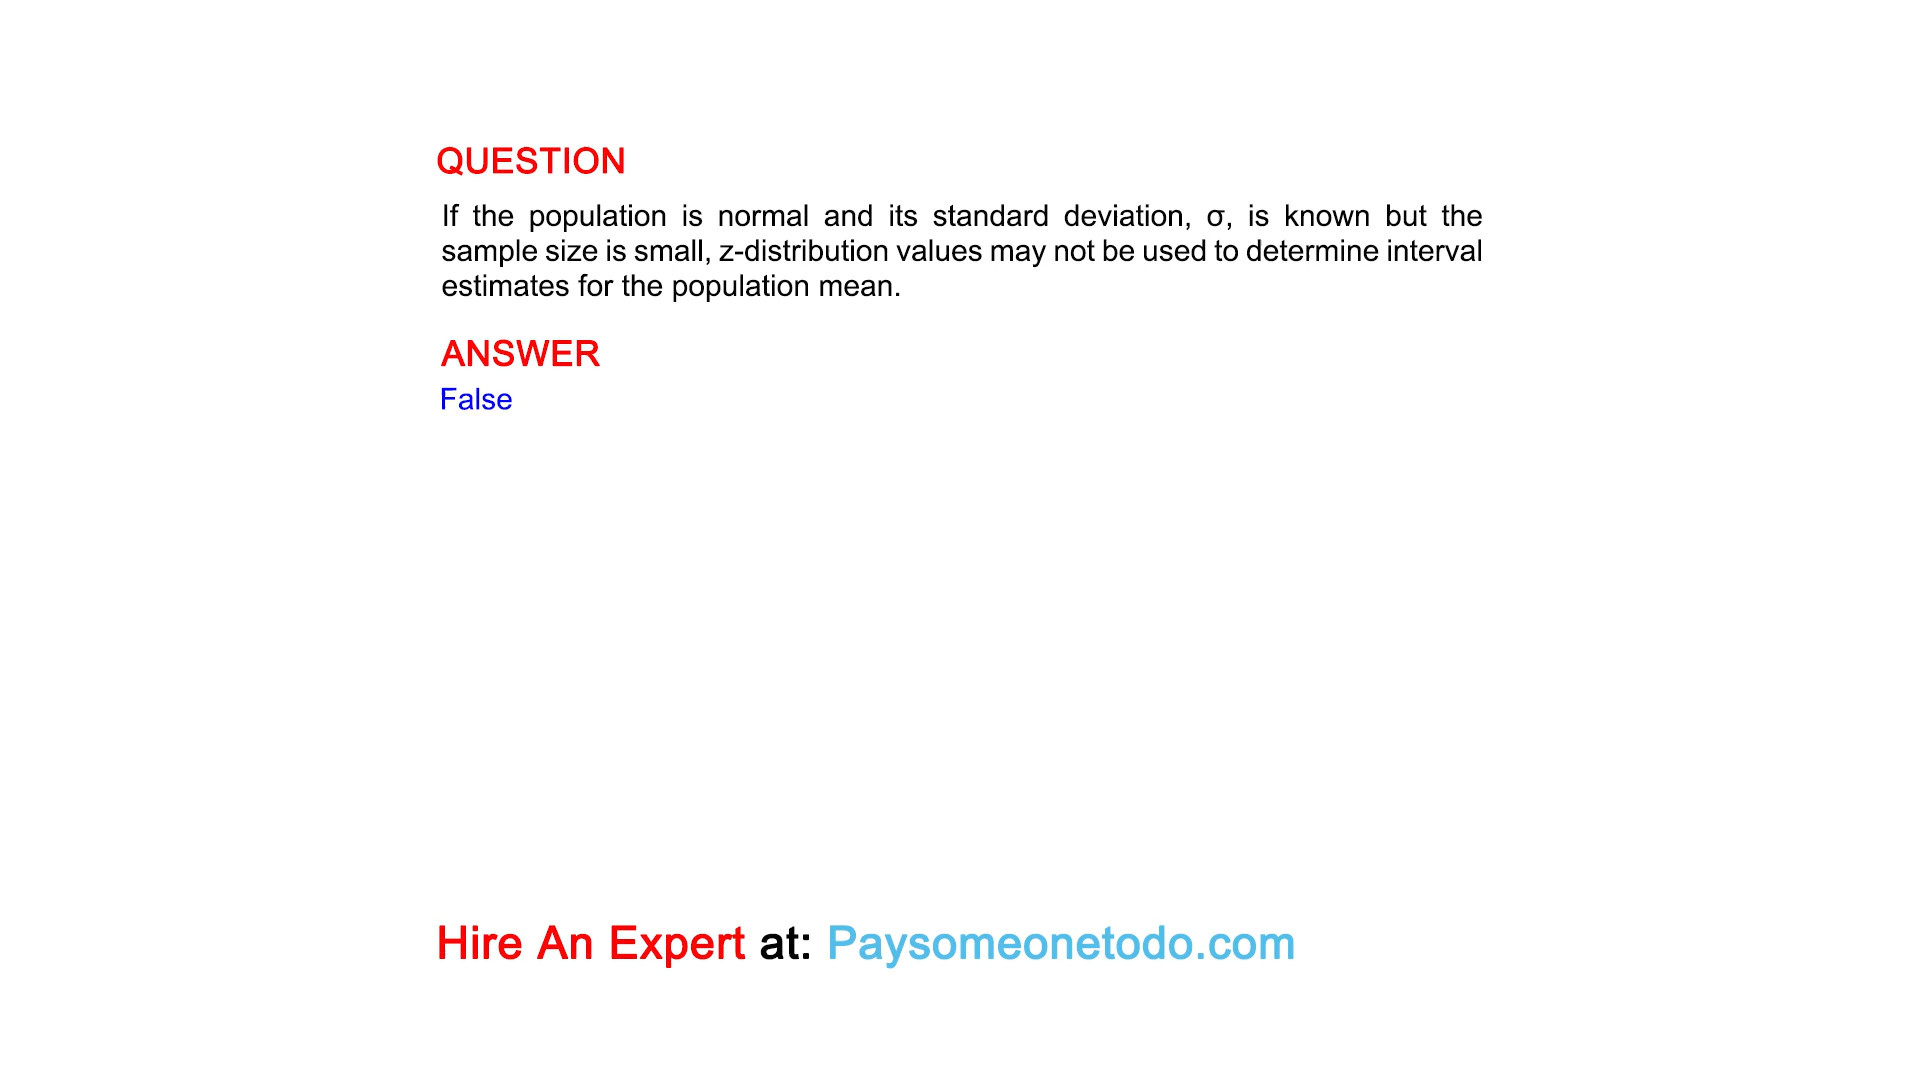 QUESTION
If the population is normal and its standard deviation, σ, is known but the
sample size is small, z-distribution values may not be used to determine interval
estimates for the population mean.
ANSWER
False
Hire An Expert at: Paysomeonetodo.com